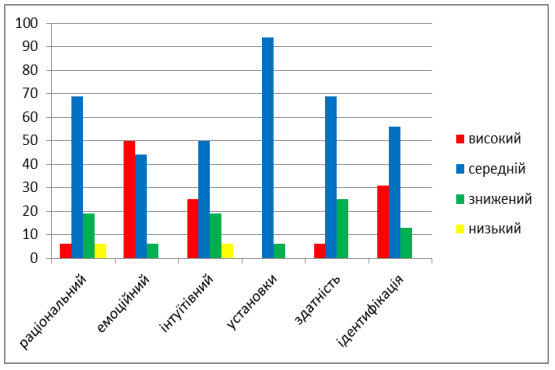 100
90
80
70
60
50
40
30
20
10
0
раціональний
емоційний
інтуїтівний
установки
здатність
ідентифікація
високий
середній
знижений
низький